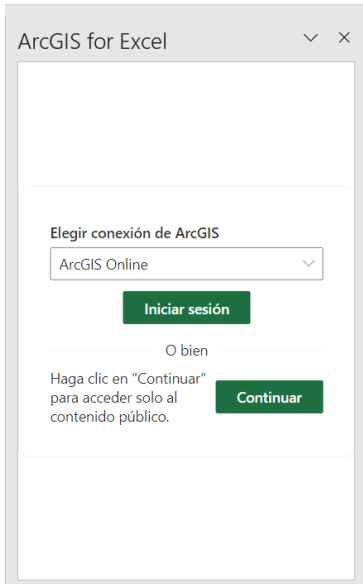 ArcGIS for Excel
Elegir conexión de ArcGIS
ArcGIS Online
Iniciar sesión
O bien
Haga clic en "Continuar"
para acceder solo al
contenido público.
Continuar